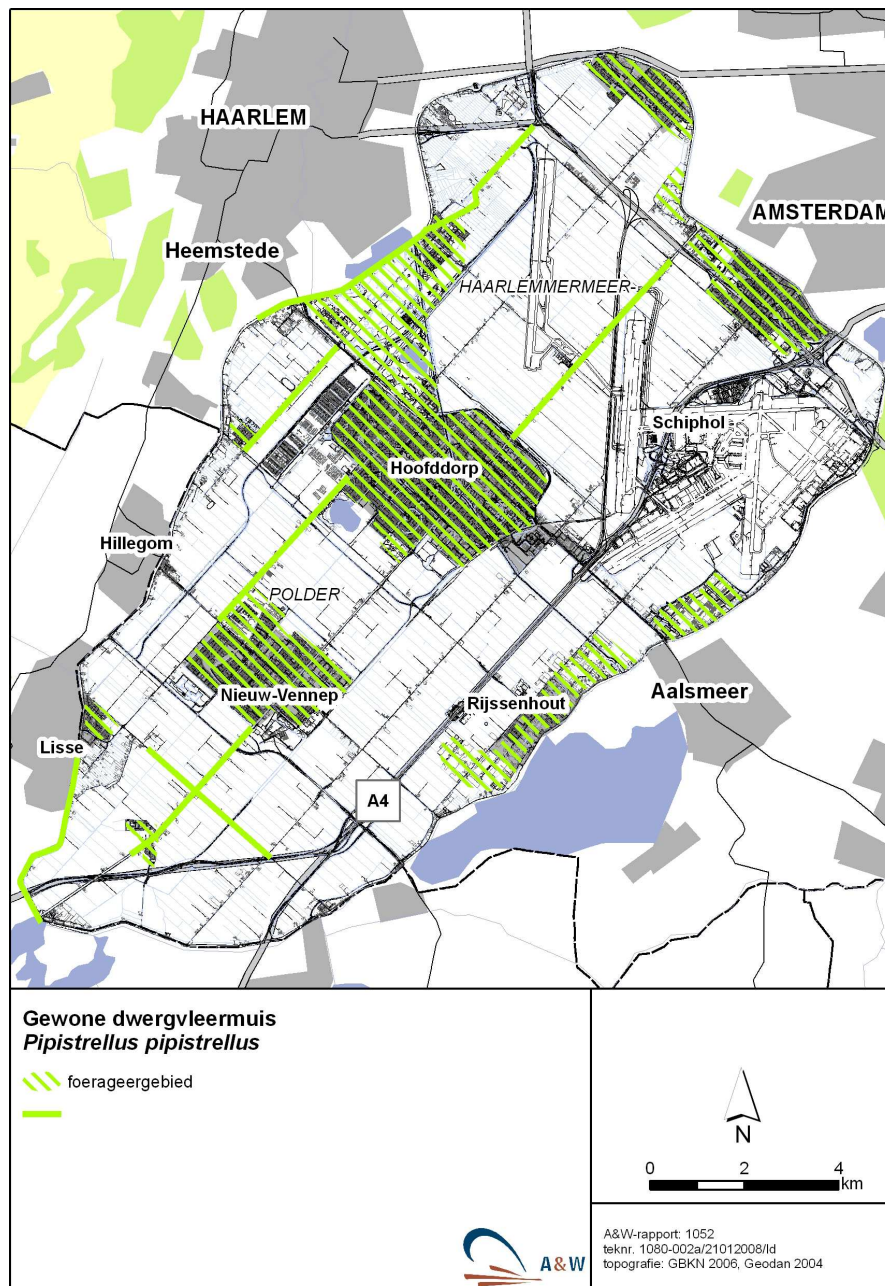 HAARLEM
AMSTERDAM
Heemstede
HAARLEMMERMEER-
Schiphol
Hoofddorp
Hillegom
POLDER
Nieuw-Vennep
Rijssenhout
Aalsmeer
Lisse
A4
Gewone dwergvleermuis
Pipistrellus pipistrellus
foerageergebied
N
0 2 4
km
A&W
A&W-rapport: 1052
teknr. 1080-002a/21012008/ld
topografie: GBKN 2006, Geodan 2004